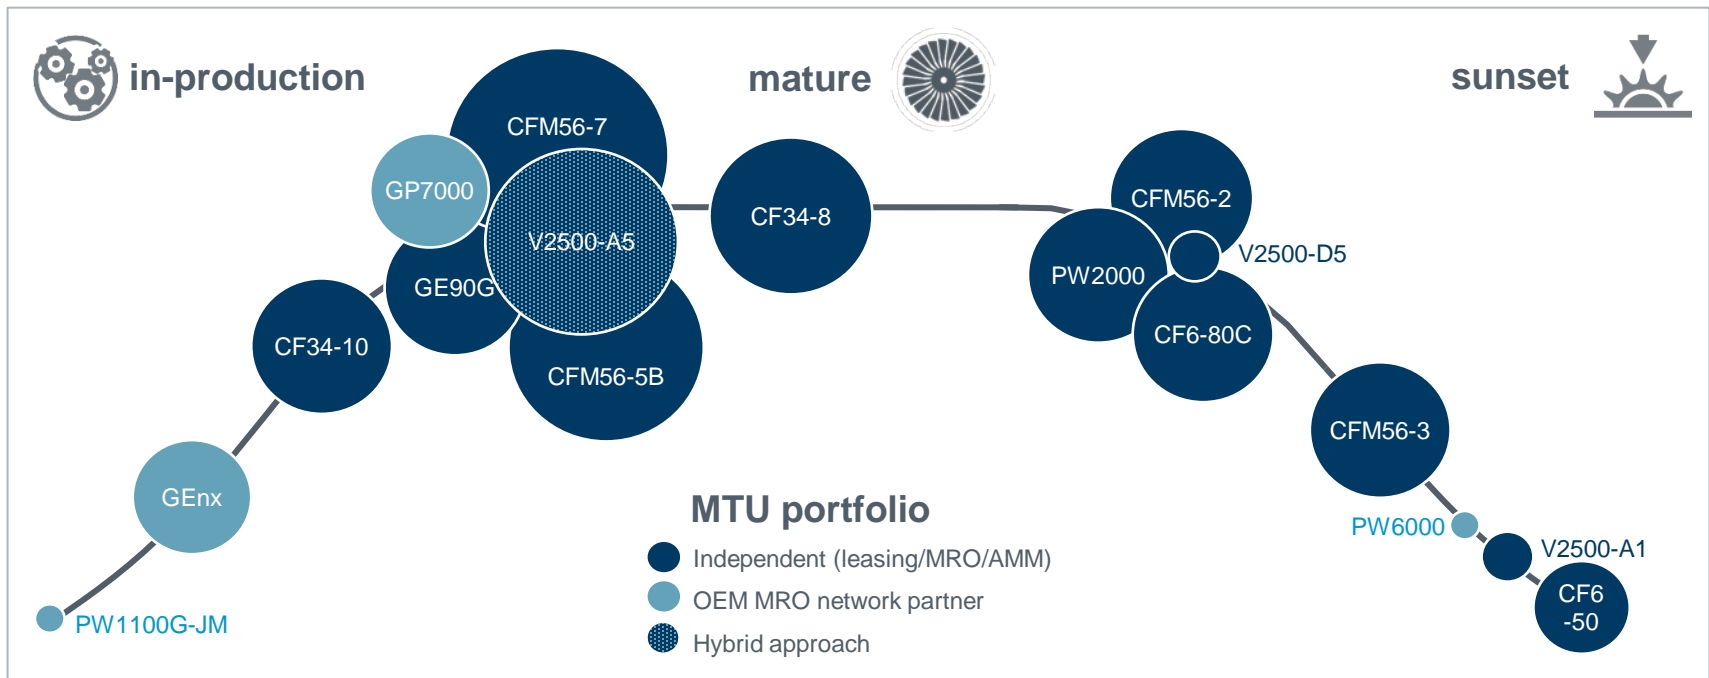 in-production
mature
sunset
CFM56-7
GP7000
V2500-A5
GE90G
CFM56-5B
CF34-10
GEnx
PW1100G-JM
CF34-8
CFM56-2
PW2000
V2500-D5
CF6-80C
CFM56-3
PW6000
V2500-A1
CF6
-50
MTU portfolio
Independent (leasing/MRO/AMM)
OEM MRO network partner
Hybrid approach